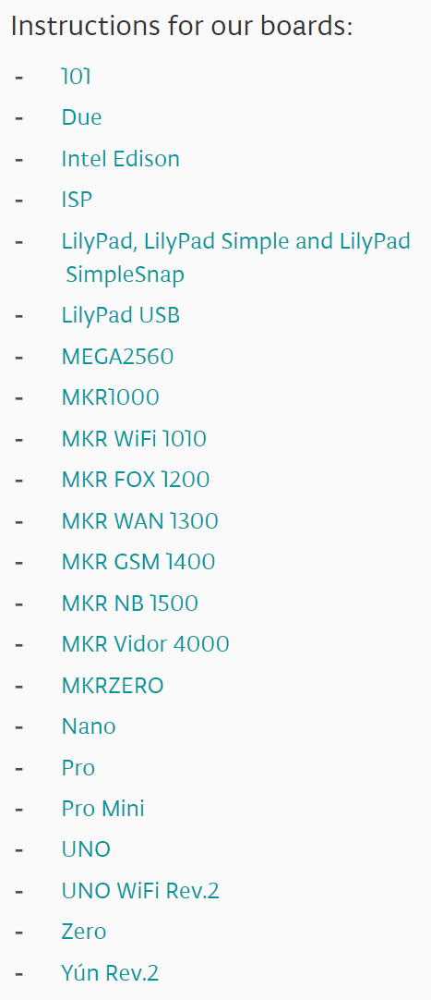 Instructions for our boards:
- 101
- Due
- Intel Edison
- ISP
- LilyPad, LilyPad Simple and LilyPad
SimpleSnap
- LilyPad USB
- MEGA2560
- MKR1000
- MKR WiFi 1010
- MKR FOX 1200
- MKR WAN 1300
- MKR GSM 1400
- MKR NB 1500
- MKR Vidor 4000
- MKRZERO
- Nano
- Pro
- Pro Mini
- UNO
- UNO WiFi Rev.2
- Zero
- Yún Rev.2